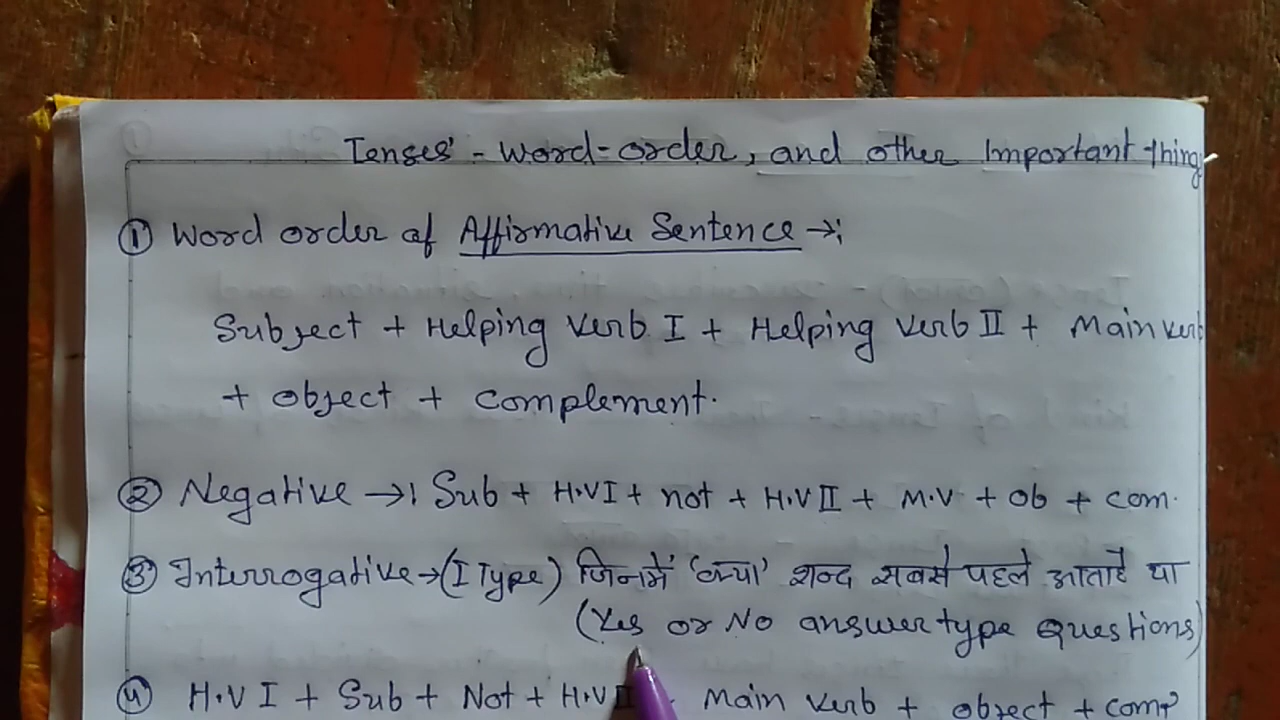 Tenses' - Word-order, and other Important thing
① Word order of Affirmative Sentence →;
Subject + Helping Verb I + Helping Verb II + Main verb
+ object + complement.
② Negative →; Sub + H.V I + not + H.V II + M.V + Ob + com.
③ Interrogative → (I Type) जिनमें 'क्या' शब्द सबसे पहले आता है या
(Yes or No answer type questions)
④ H.V I + Sub + Not + H.V II Main verb + object + comp